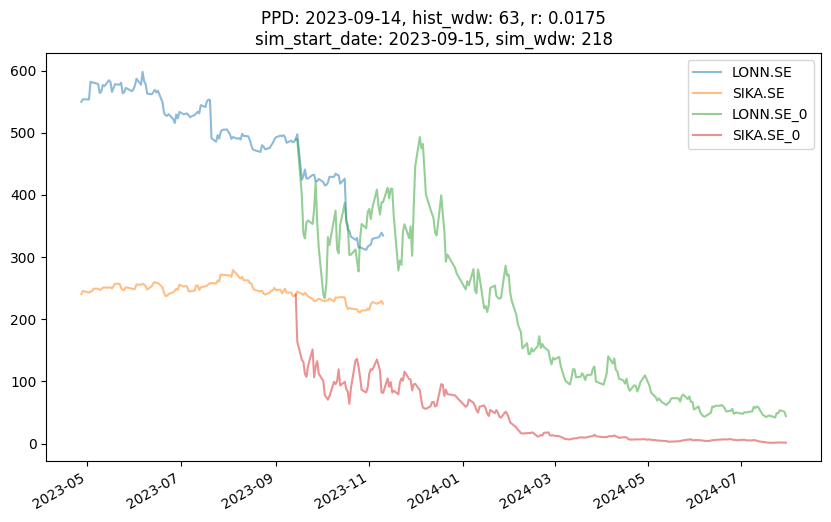 PPD: 2023-09-14, hist_wdw: 63, r: 0.0175
sim_start_date: 2023-09-15, sim_wdw: 218
LONN.SE
SIKA.SE
LONN.SE_0
SIKA.SE_0
600
500
400
300
200
100
0
2023-05
2023-07
2023-09
2023-11
2024-01
2024-03
2024-05
2024-07